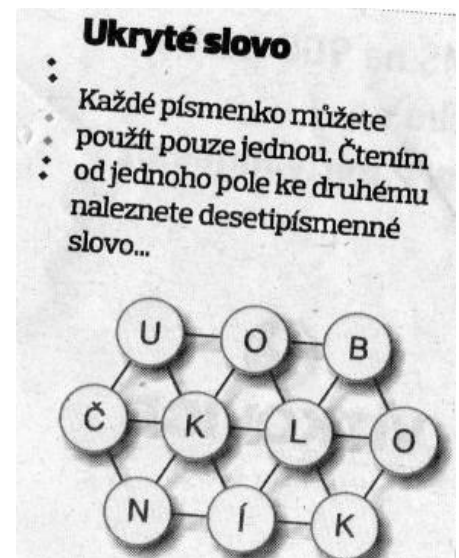 Ukryté slovo
Každé písmenko můžete
použít pouze jednou. Čtením
od jednoho pole ke druhému
naleznete desetipísmenné
slovo...
U O B
Č K L O
N Í K